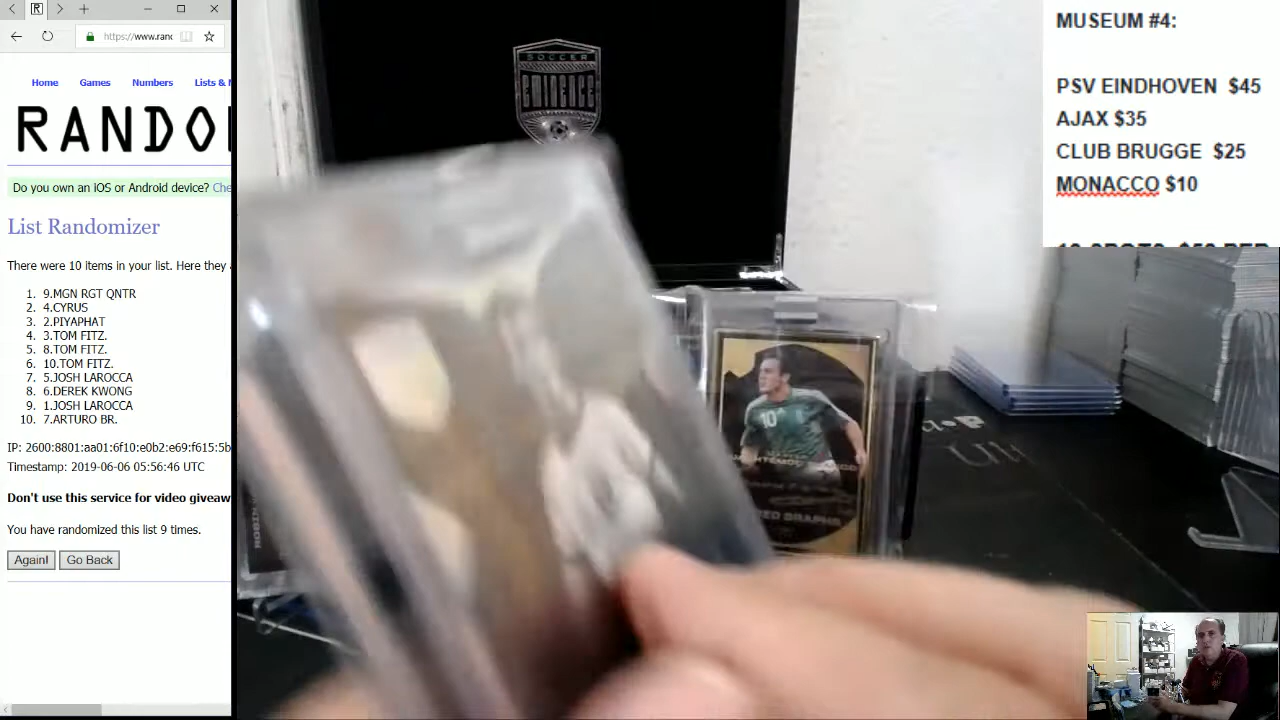 https://www.ranc
Home Games Numbers Lists &
RANDO
Do you own an iOS or Android device? Che
List Randomizer
There were 10 items in your list. Here they
1. 9.MGN RGT QNTR
2. 4.CYRUS
3. 2.PIYAPHAT
4. 3.TOM FITZ.
5. 8.TOM FITZ.
6. 10.TOM FITZ.
7. 5.JOSH LAROCCA
8. 6.DEREK KWONG
9. 1.JOSH LAROCCA
10. 7.ARTURO BR.
IP: 2600:8801:aa01:6f10:e0b2:e69:f615:5b
Timestamp: 2019-06-06 05:56:46 UTC
Don't use this service for video giveaw
You have randomized this list 9 times.
Again! Go Back
SOCCER
EMINENCE
10
ROBIN
MUSEUM #4:
PSV EINDHOVEN $45
AJAX $35
CLUB BRUGGE $25
MONACCO $10